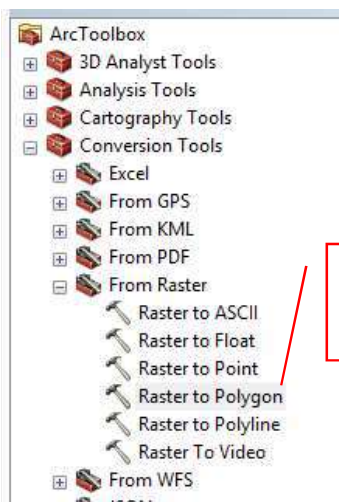 ArcToolbox
3D Analyst Tools
Analysis Tools
Cartography Tools
Conversion Tools
Excel
From GPS
From KML
From PDF
From Raster
Raster to ASCII
Raster to Float
Raster to Point
Raster to Polygon
Raster to Polyline
Raster To Video
From WFS